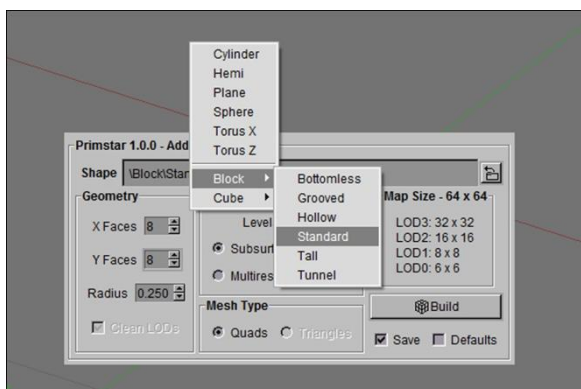 Cylinder
Hemi
Plane
Sphere
Torus X
Torus Z
Block
Cube
Bottomless
Grooved
Hollow
Standard
Tall
Tunnel
Primstar 1.0.0 - Add
Shape \Block\Stan
Geometry
X Faces 8
Y Faces 8
Radius 0.250
Clean LODs
Level
Subsurf
Multires
Mesh Type
Quads Triangles
Map Size - 64 x 64
LOD3: 32 x 32
LOD2: 16 x 16
LOD1: 8 x 8
LOD0: 6 x 6
Build
Save Defaults